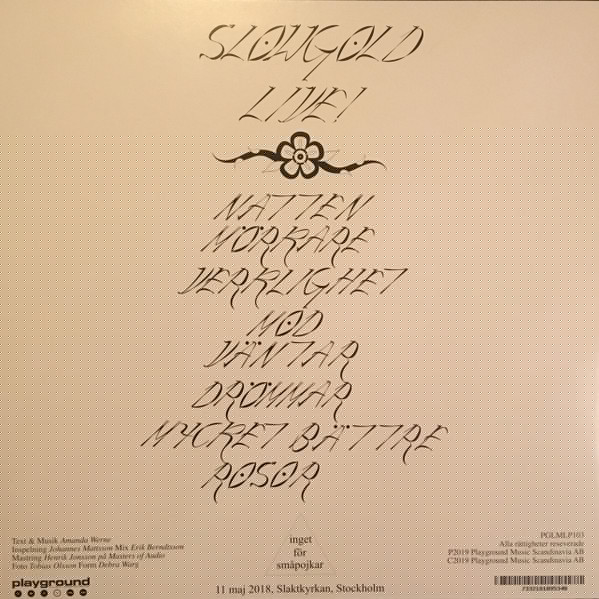 SLOWGOLD
LIVE!
NATTEN
MÖRKARE
VERKLIGHET
MOD
VÄNTAR
DRÖMMAR
MYCKET BÄTTRE
ROSOR
Text & Musik Amanda Werne
Inspelning Johannes Mattsson Mix Erik Berndtsson
Mastring Henrik Jonsson på Masters of Audio
Foto Tobias Olsson Form Debra Warg
playground
inget
för
småpojkar
11 maj 2018, Slaktkyrkan, Stockholm
PGLMLP103
Alla rättigheter reseverade
P2019 Playground Music Scandinavia AB
C2019 Playground Music Scandinavia AB